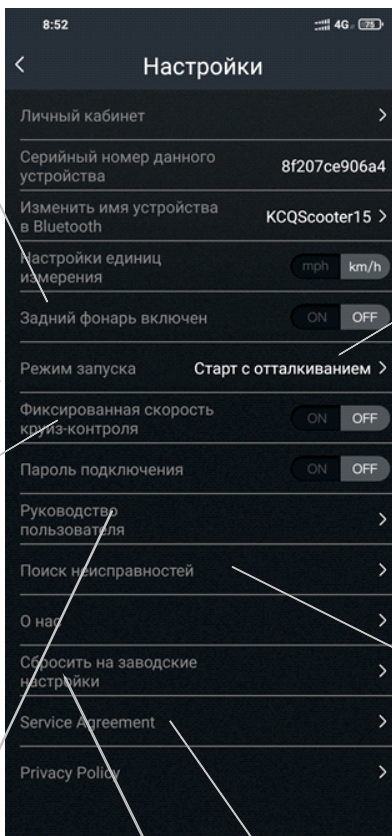 8:52 4G 75
Настройки
Личный кабинет
Серийный номер данного
устройства 8f207ce906a4
Изменить имя устройства
в Bluetooth KCQScooter15
Настройки единиц
измерения mph km/h
Задний фонарь включен ON OFF
Режим запуска Старт с отталкиванием
Фиксированная скорость
круиз-контроля ON OFF
Пароль подключения ON OFF
Руководство
пользователя
Поиск неисправностей
О нас
Сбросить на заводские
настройки
Service Agreement
Privacy Policy